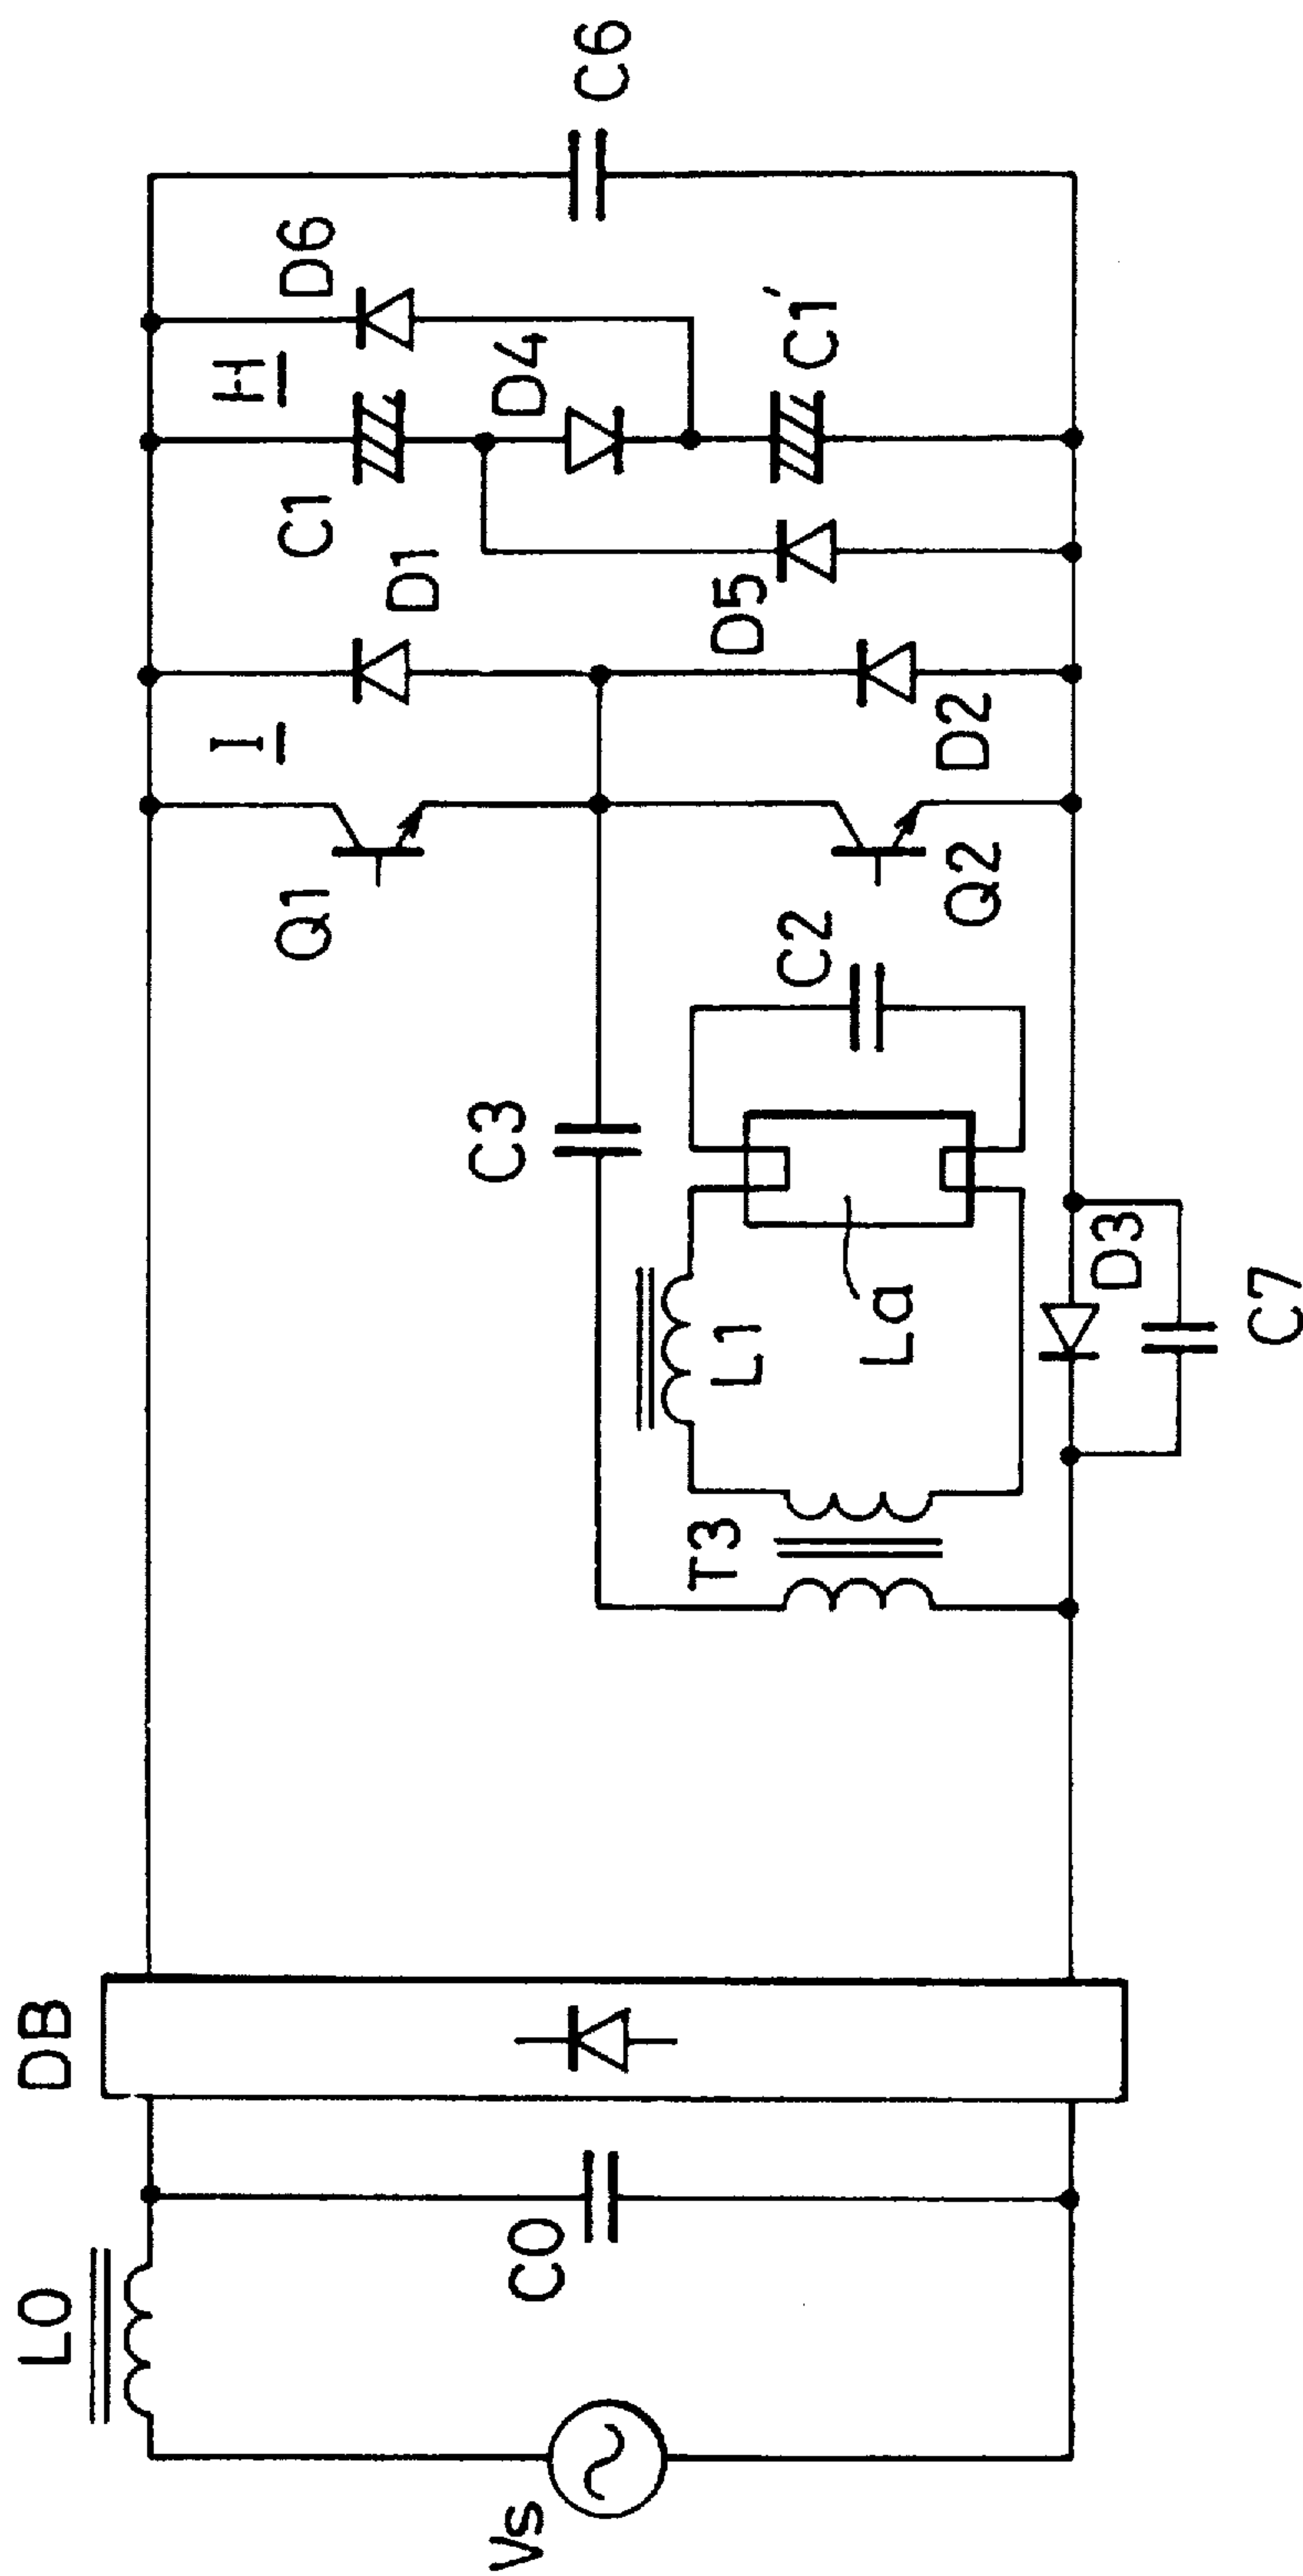 Vs
L0
C0
DB
T3
L1
La
C3
C2
D3
C7
Q1
Q2
I
D1
D2
D5
C1
H
D4
D6
C1′
C6